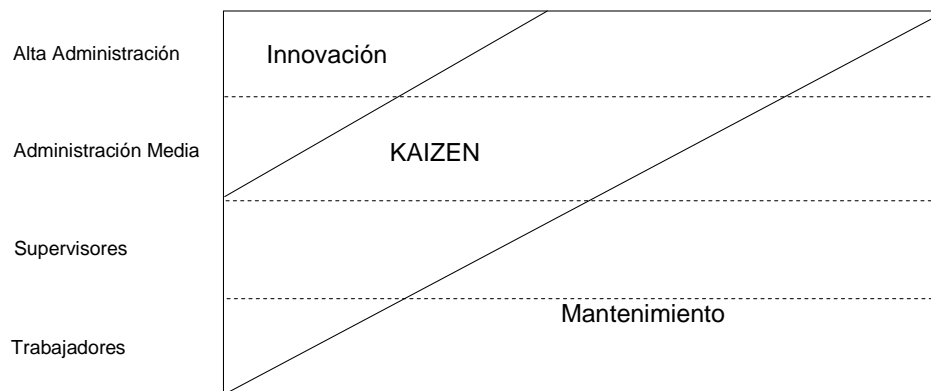 Alta Administración
Innovación
Administración Media
KAIZEN
Supervisores
Mantenimiento
Trabajadores